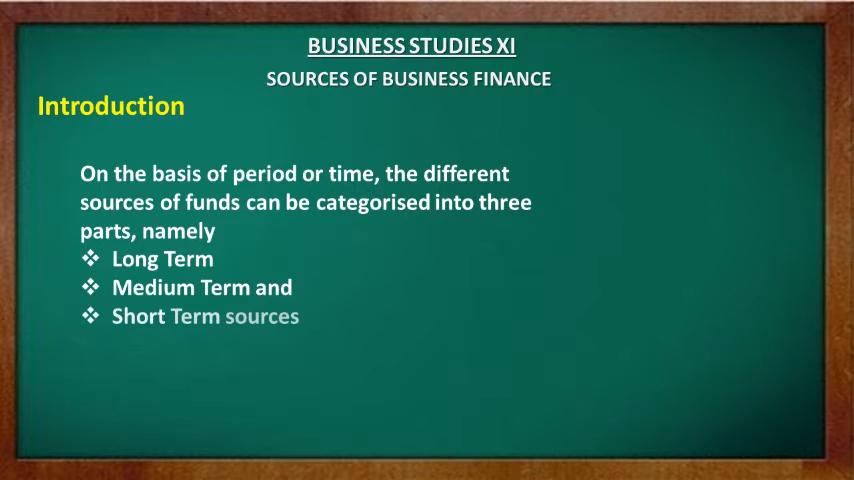 BUSINESS STUDIES XI
SOURCES OF BUSINESS FINANCE
Introduction
On the basis of period or time, the different
sources of funds can be categorised into three
parts, namely
❖ Long Term
❖ Medium Term and
❖ Short Term sources